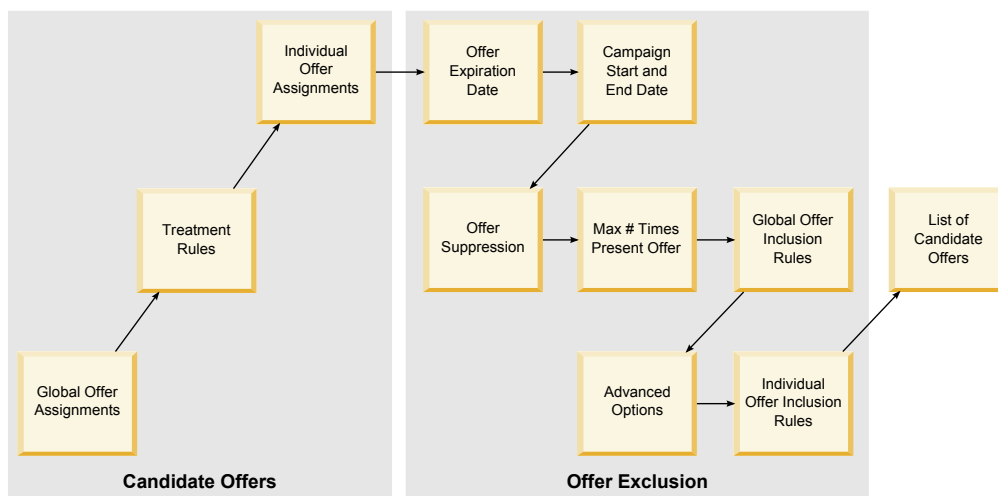 Individual
Offer
Assignments
Offer
Expiration
Date
Campaign
Start and
End Date
Treatment
Rules
Offer
Suppression
Max # Times
Present Offer
Global Offer
Inclusion
Rules
List of
Candidate
Offers
Global Offer
Assignments
Advanced
Options
Individual
Offer Inclusion
Rules
Candidate Offers
Offer Exclusion